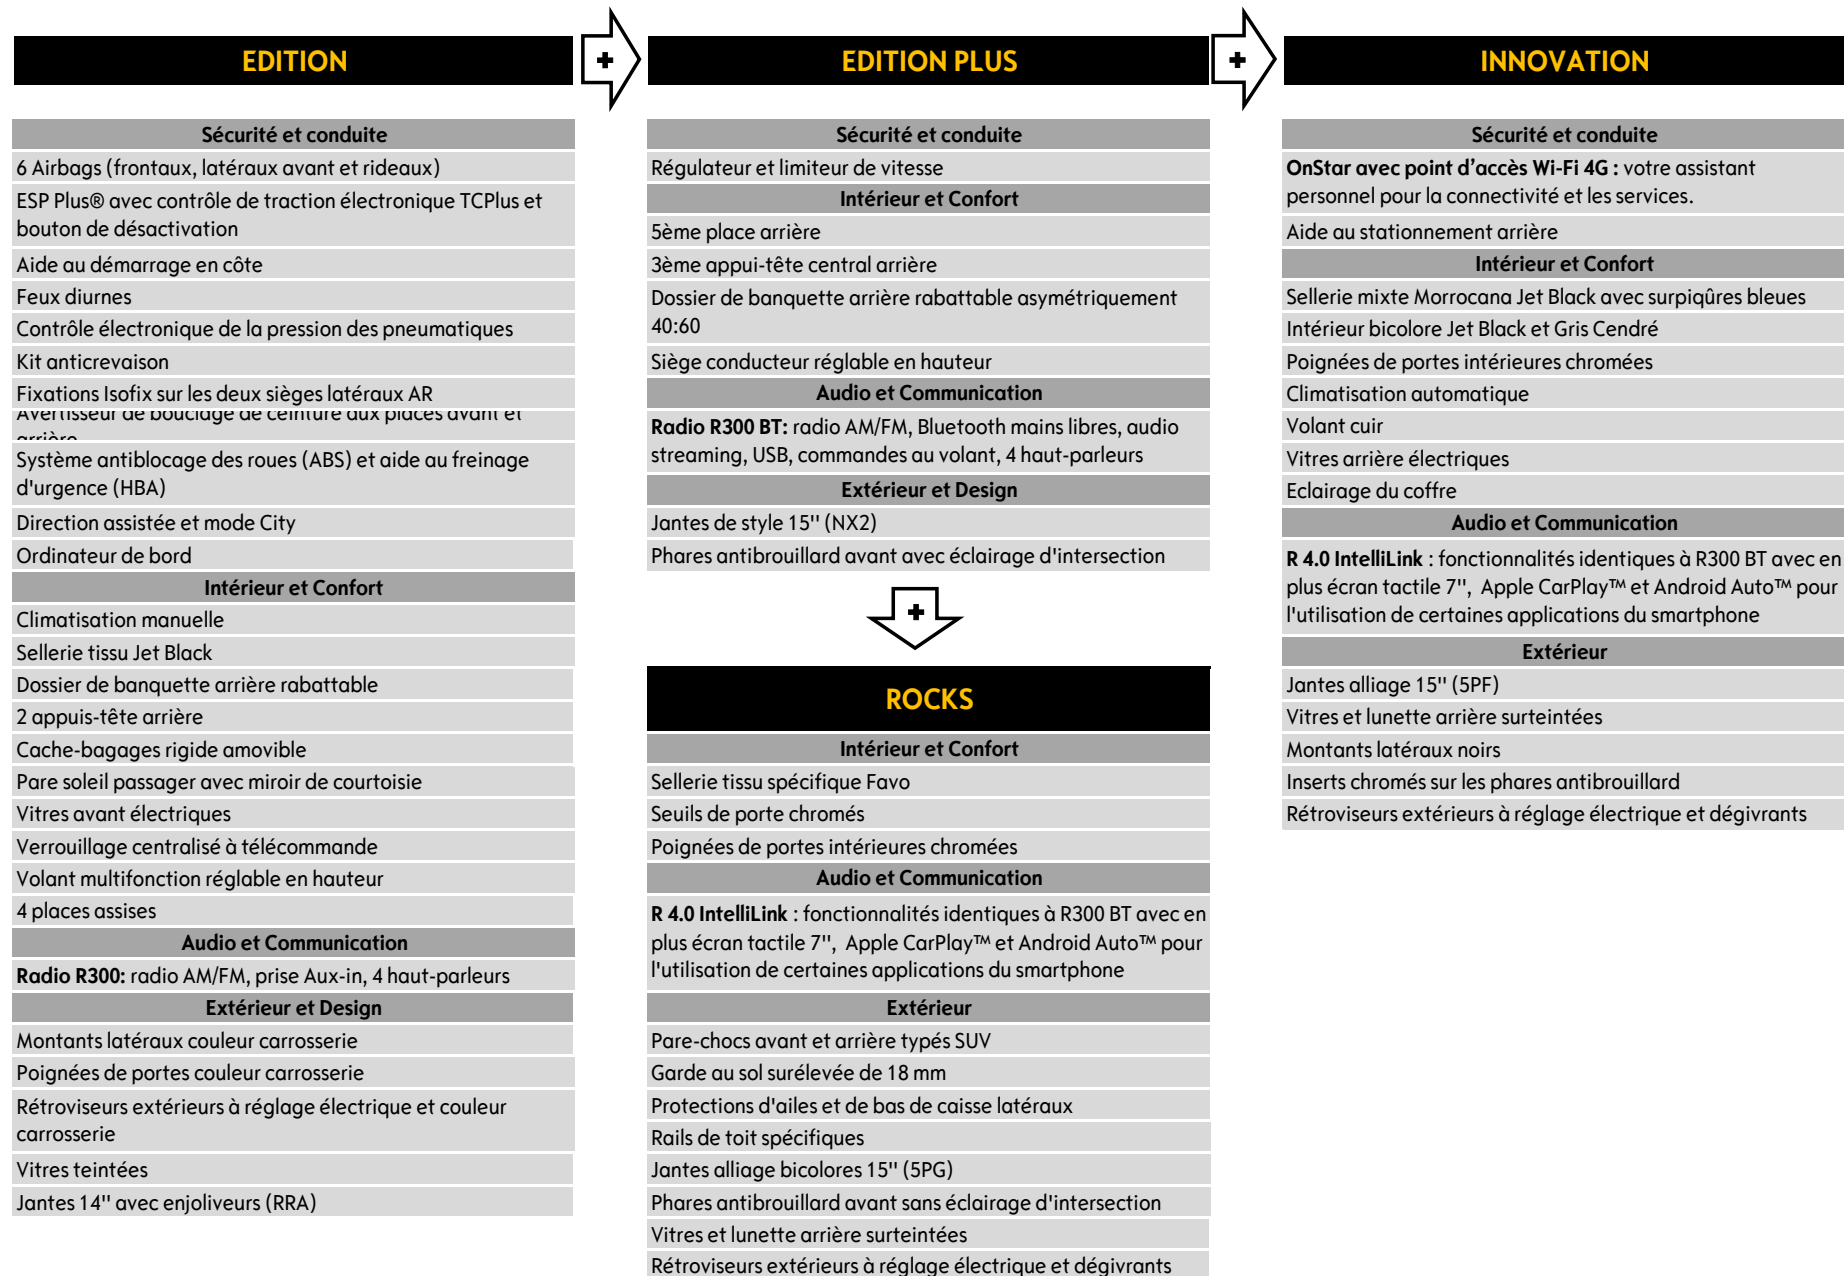 EDITION
Sécurité et conduite
6 Airbags (frontaux, latéraux avant et rideaux)
ESP Plus® avec contrôle de traction électronique TCPlus et
bouton de désactivation
Aide au démarrage en côte
Feux diurnes
Contrôle électronique de la pression des pneumatiques
Kit anticrevaison
Fixations Isofix sur les deux sièges latéraux AR
Avertisseur de bouclage de ceinture aux places avant et
arrière
Système antiblocage des roues (ABS) et aide au freinage
d'urgence (HBA)
Direction assistée et mode City
Ordinateur de bord
Intérieur et Confort
Climatisation manuelle
Sellerie tissu Jet Black
Dossier de banquette arrière rabattable
2 appuis-tête arrière
Cache-bagages rigide amovible
Pare soleil passager avec miroir de courtoisie
Vitres avant électriques
Verrouillage centralisé à télécommande
Volant multifonction réglable en hauteur
4 places assises
Audio et Communication
Radio R300: radio AM/FM, prise Aux-in, 4 haut-parleurs
Extérieur et Design
Montants latéraux couleur carrosserie
Poignées de portes couleur carrosserie
Rétroviseurs extérieurs à réglage électrique et couleur
carrosserie
Vitres teintées
Jantes 14'' avec enjoliveurs (RRA)
+
EDITION PLUS
Sécurité et conduite
Régulateur et limiteur de vitesse
Intérieur et Confort
5ème place arrière
3ème appui-tête central arrière
Dossier de banquette arrière rabattable asymétriquement
40:60
Siège conducteur réglable en hauteur
Audio et Communication
Radio R300 BT: radio AM/FM, Bluetooth mains libres, audio
streaming, USB, commandes au volant, 4 haut-parleurs
Extérieur et Design
Jantes de style 15'' (NX2)
Phares antibrouillard avant avec éclairage d'intersection
+
ROCKS
Intérieur et Confort
Sellerie tissu spécifique Favo
Seuils de porte chromés
Poignées de portes intérieures chromées
Audio et Communication
R 4.0 IntelliLink : fonctionnalités identiques à R300 BT avec en
plus écran tactile 7'', Apple CarPlay™ et Android Auto™ pour
l'utilisation de certaines applications du smartphone
Extérieur
Pare-chocs avant et arrière typés SUV
Garde au sol surélevée de 18 mm
Protections d'ailes et de bas de caisse latéraux
Rails de toit spécifiques
Jantes alliage bicolores 15'' (5PG)
Phares antibrouillard avant sans éclairage d'intersection
Vitres et lunette arrière surteintées
Rétroviseurs extérieurs à réglage électrique et dégivrants
+
INNOVATION
Sécurité et conduite
OnStar avec point d’accès Wi-Fi 4G : votre assistant
personnel pour la connectivité et les services.
Aide au stationnement arrière
Intérieur et Confort
Sellerie mixte Morrocana Jet Black avec surpiqûres bleues
Intérieur bicolore Jet Black et Gris Cendré
Poignées de portes intérieures chromées
Climatisation automatique
Volant cuir
Vitres arrière électriques
Eclairage du coffre
Audio et Communication
R 4.0 IntelliLink : fonctionnalités identiques à R300 BT avec en
plus écran tactile 7'', Apple CarPlay™ et Android Auto™ pour
l'utilisation de certaines applications du smartphone
Extérieur
Jantes alliage 15'' (5PF)
Vitres et lunette arrière surteintées
Montants latéraux noirs
Inserts chromés sur les phares antibrouillard
Rétroviseurs extérieurs à réglage électrique et dégivrants